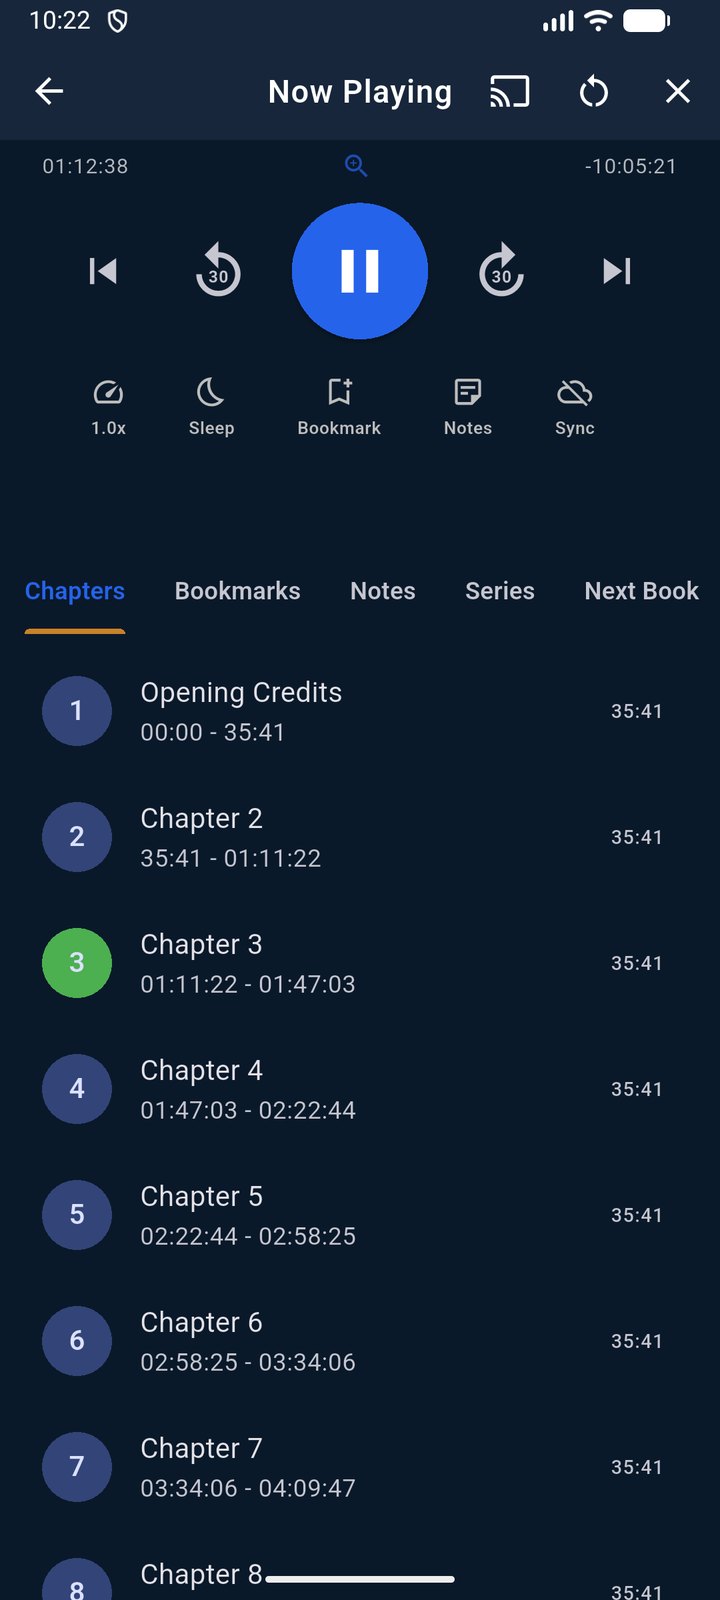 10:22
Now Playing
01:12:38
-10:05:21
30
30
1.0x
Sleep
Bookmark
Notes
Sync
Chapters
Bookmarks
Notes
Series
Next Book
1
Opening Credits
00:00 - 35:41
35:41
2
Chapter 2
35:41 - 01:11:22
35:41
3
Chapter 3
01:11:22 - 01:47:03
35:41
4
Chapter 4
01:47:03 - 02:22:44
35:41
5
Chapter 5
02:22:44 - 02:58:25
35:41
6
Chapter 6
02:58:25 - 03:34:06
35:41
7
Chapter 7
03:34:06 - 04:09:47
35:41
8
Chapter 8
35:41